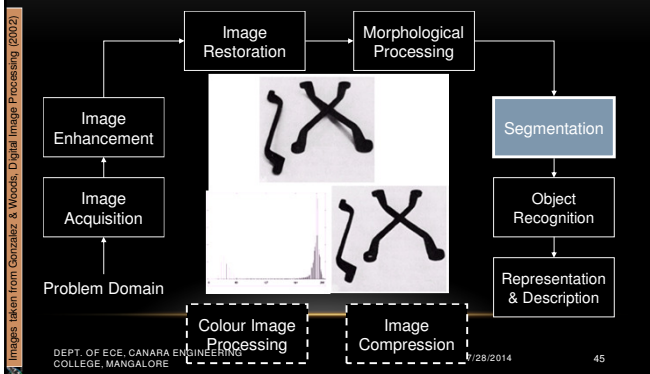 Images taken from Gonzalez & Woods, Digital Image Processing (2002)
Image
Restoration
Morphological
Processing
Image
Enhancement
Segmentation
Image
Acquisition
Object
Recognition
Problem Domain
Representation
& Description
Colour Image
Processing
Image
Compression
DEPT. OF ECE, CANARA ENGINEERING
COLLEGE, MANGALORE
7/28/2014
45